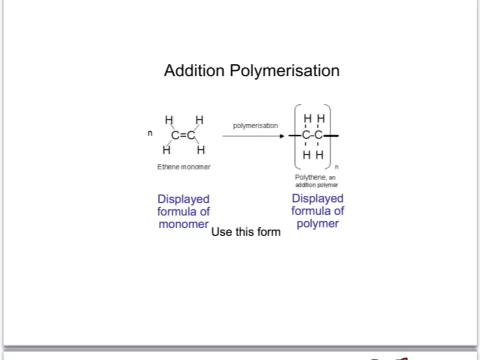 Addition Polymerisation
H H
n C=C
H H
polymerisation
H H
C-C
H H
n
Ethene monomer
Polythene, an
addition polymer
Displayed
formula of
monomer
Displayed
formula of
polymer
Use this form